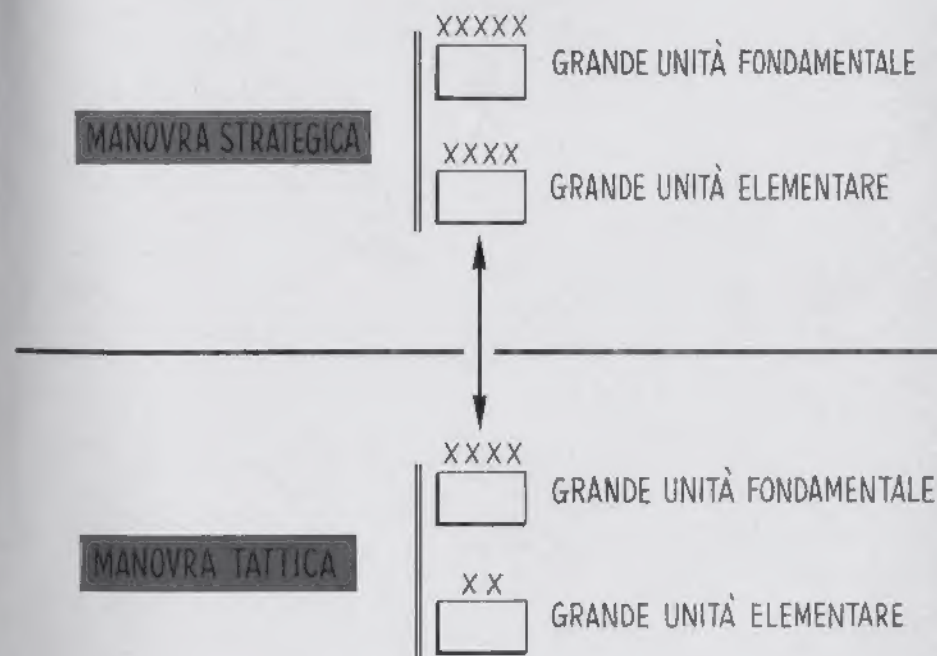 XXXXX
GRANDE UNITÀ FONDAMENTALE
MANOVRA STRATEGICA
XXXX
GRANDE UNITÀ ELEMENTARE
XXXX
GRANDE UNITÀ FONDAMENTALE
MANOVRA TATTICA
XX
GRANDE UNITÀ ELEMENTARE